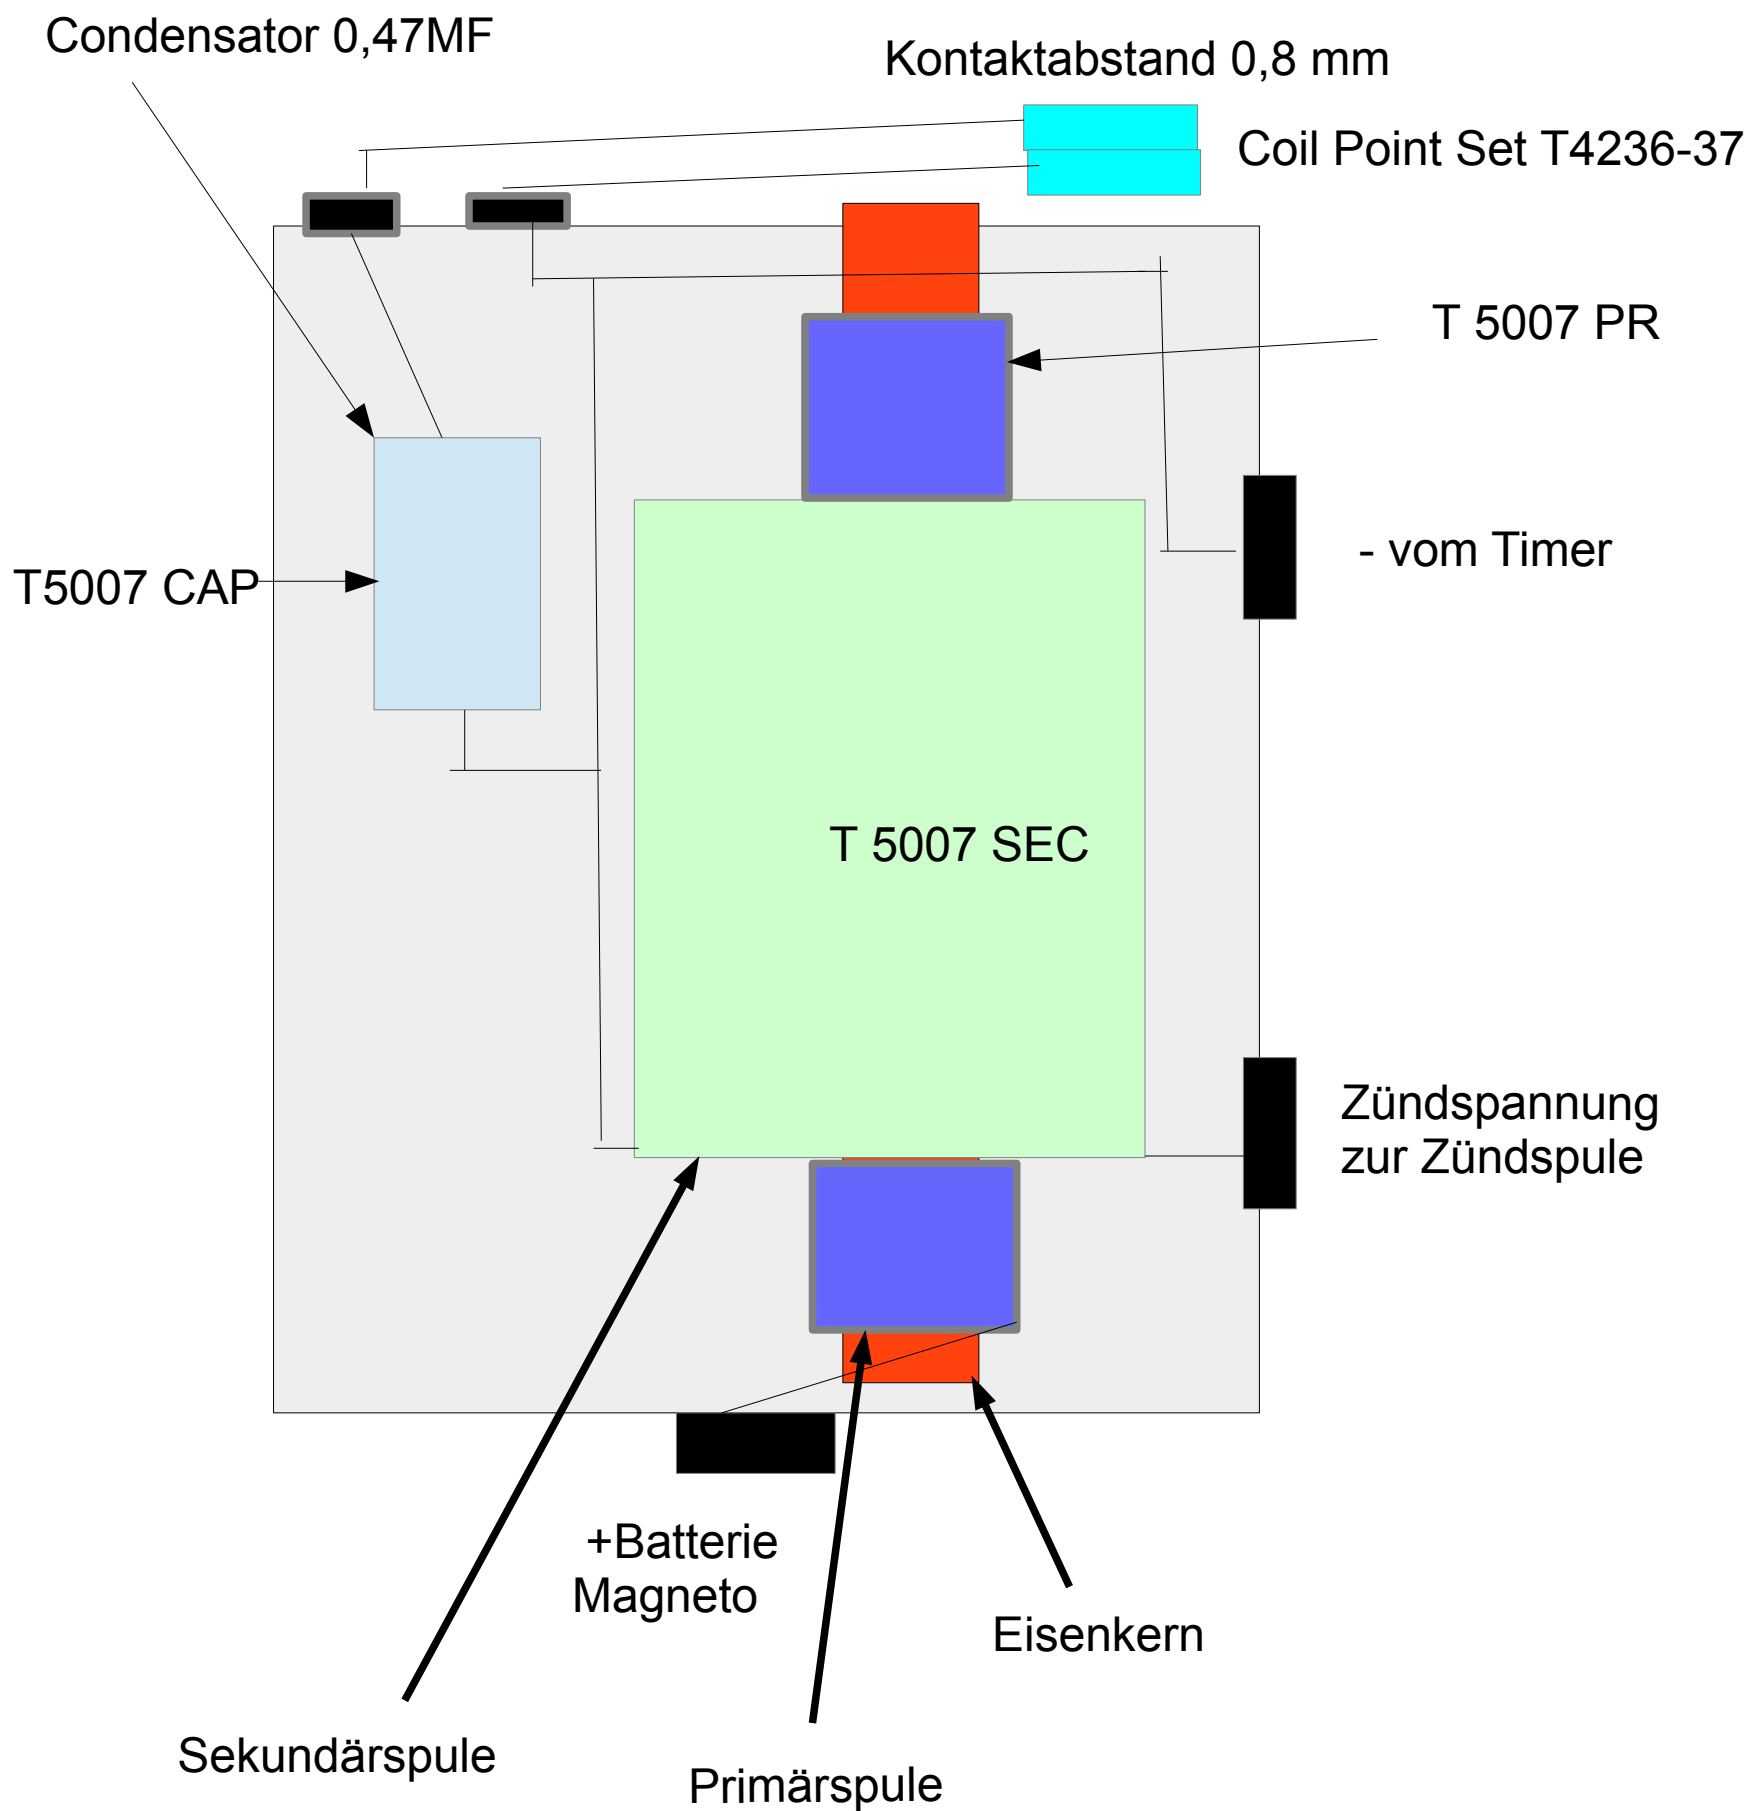 Condensator 0,47MF
Kontaktabstand 0,8 mm
Coil Point Set T4236-37
T 5007 PR
- vom Timer
T5007 CAP
T 5007 SEC
Zündspannung
zur Zündspule
+Batterie
Magneto
Eisenkern
Sekundärspule
Primärspule